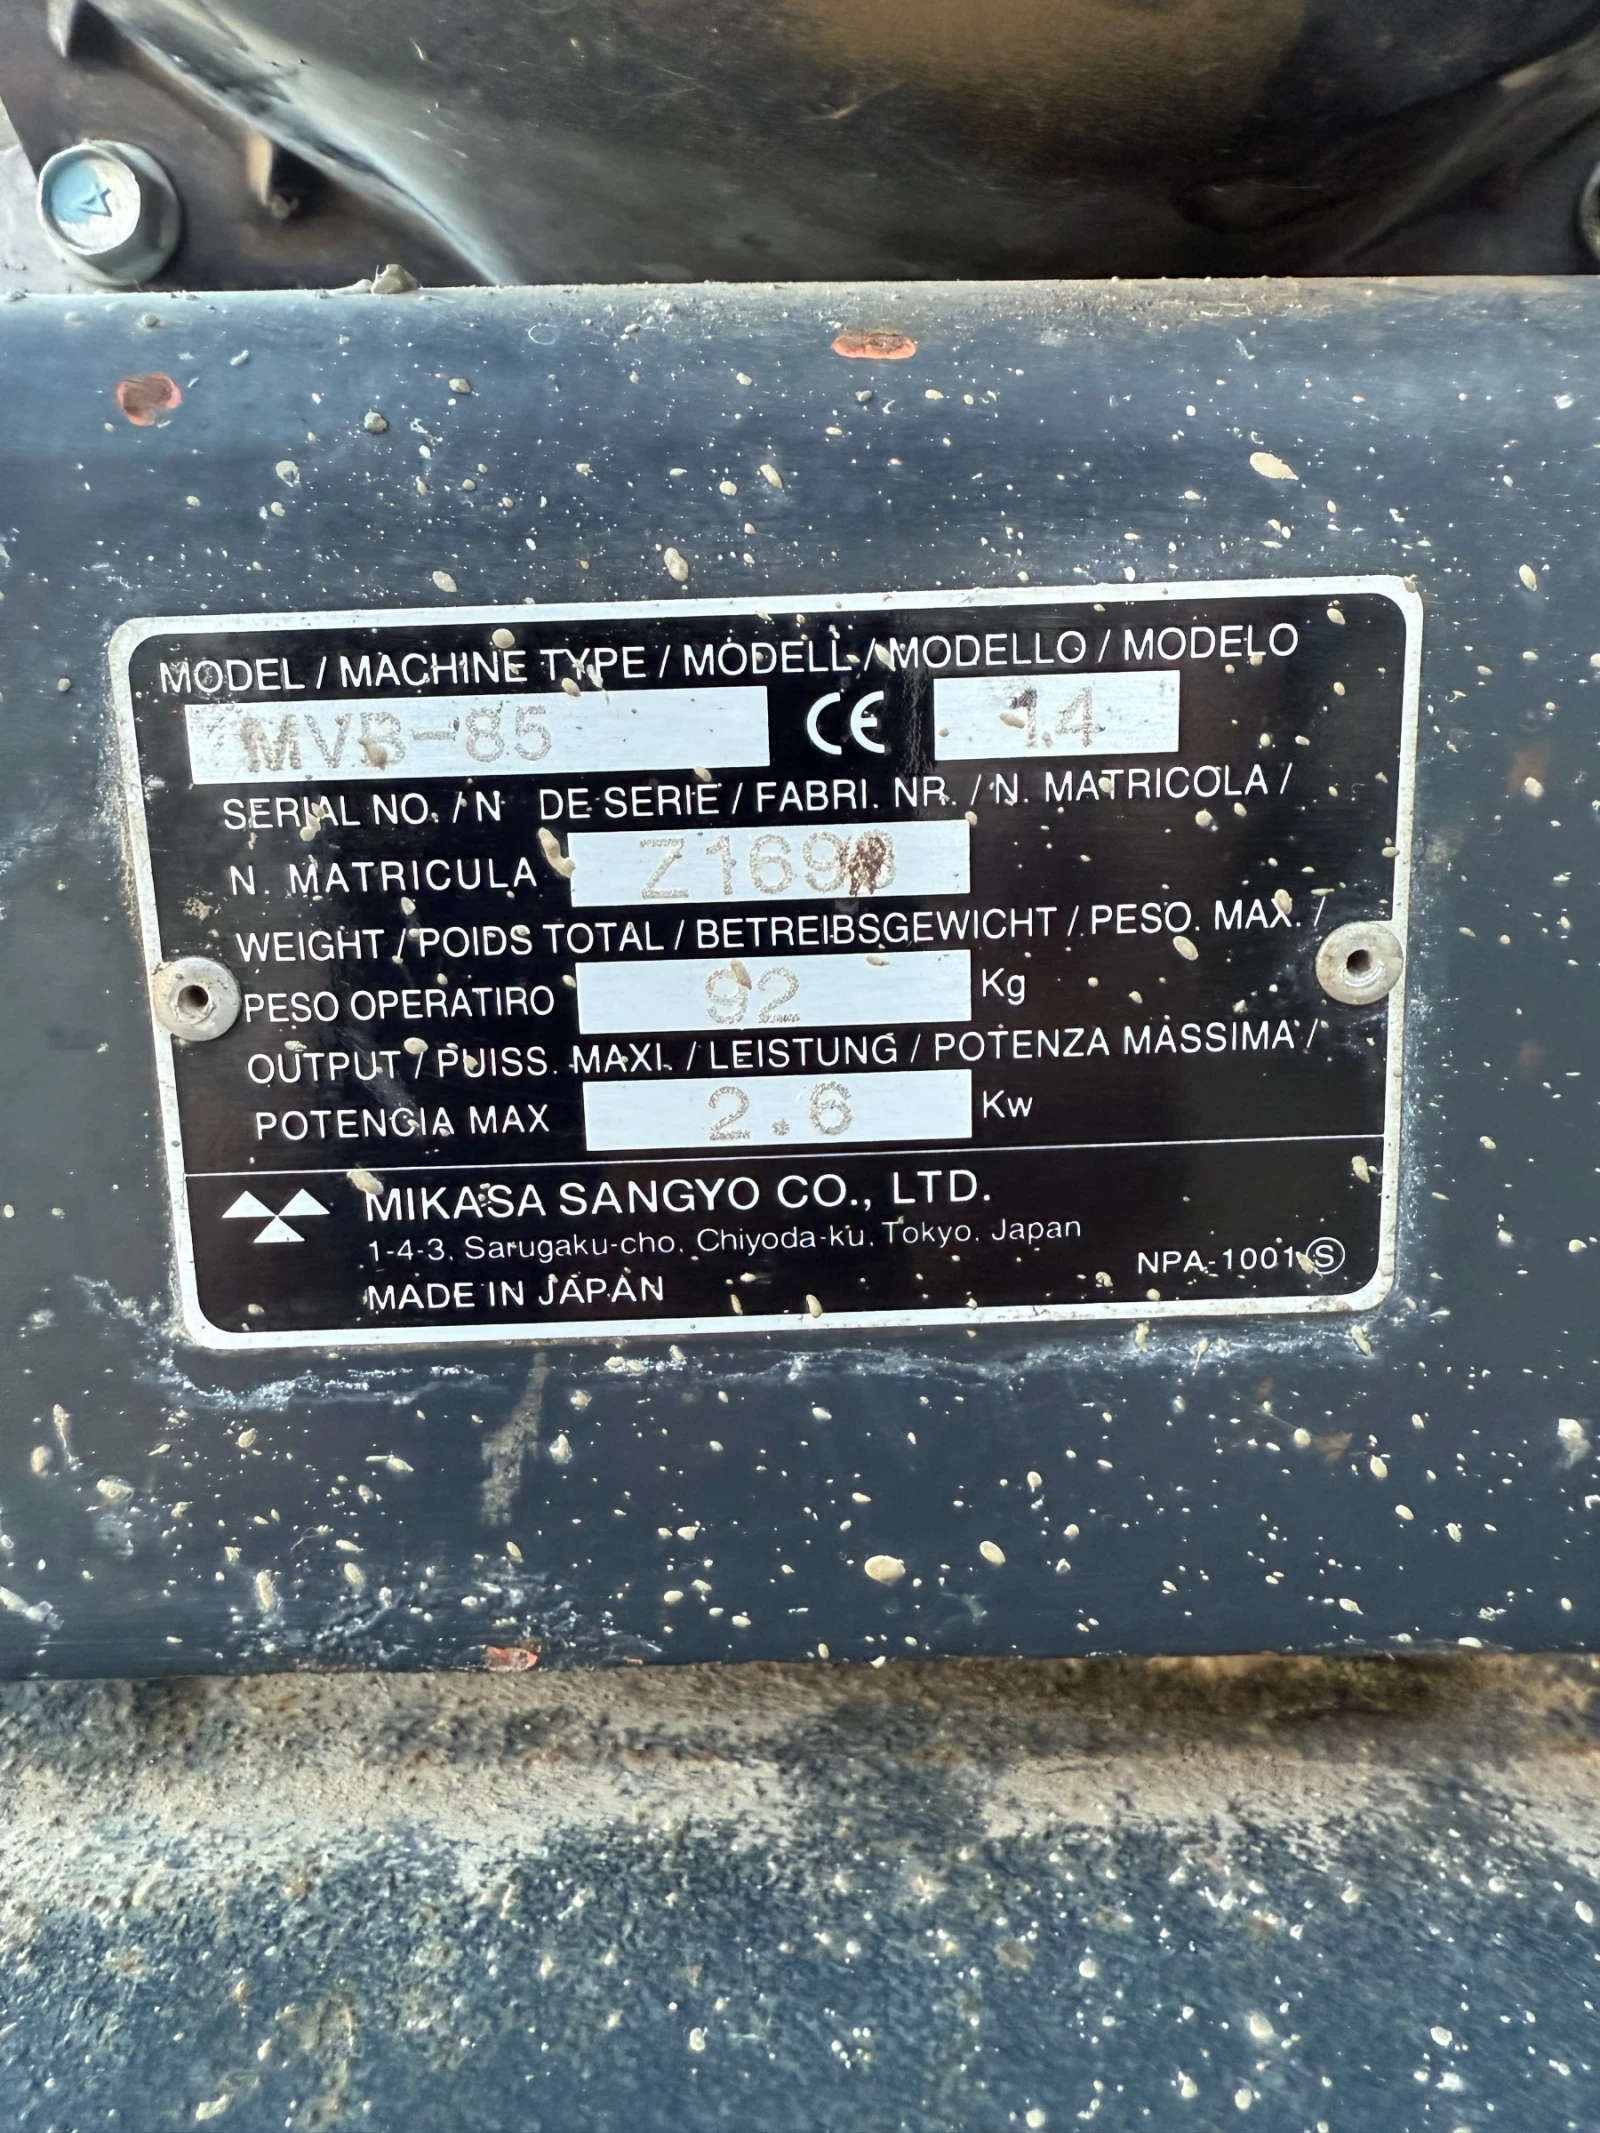 MODEL / MACHINE TYPE / MODELL / MODELLO / MODELO
MVB-85 CE 1.4
SERIAL NO. / N DE SERIE / FABRI. NR. / N. MATRICOLA /
N. MATRICULA
WEIGHT / POIDS TOTAL / BETREIBSGEWICHT / PESO. MAX. /
PESO OPERATIRO 92 Kg
OUTPUT / PUISS. MAXI. / LEISTUNG / POTENZA MASSIMA /
POTENCIA MAX 2.6 Kw
MIKASA SANGYO CO., LTD.
1-4-3, Sarugaku-cho, Chiyoda-ku, Tokyo, Japan
MADE IN JAPAN NPA-1001 Ⓢ